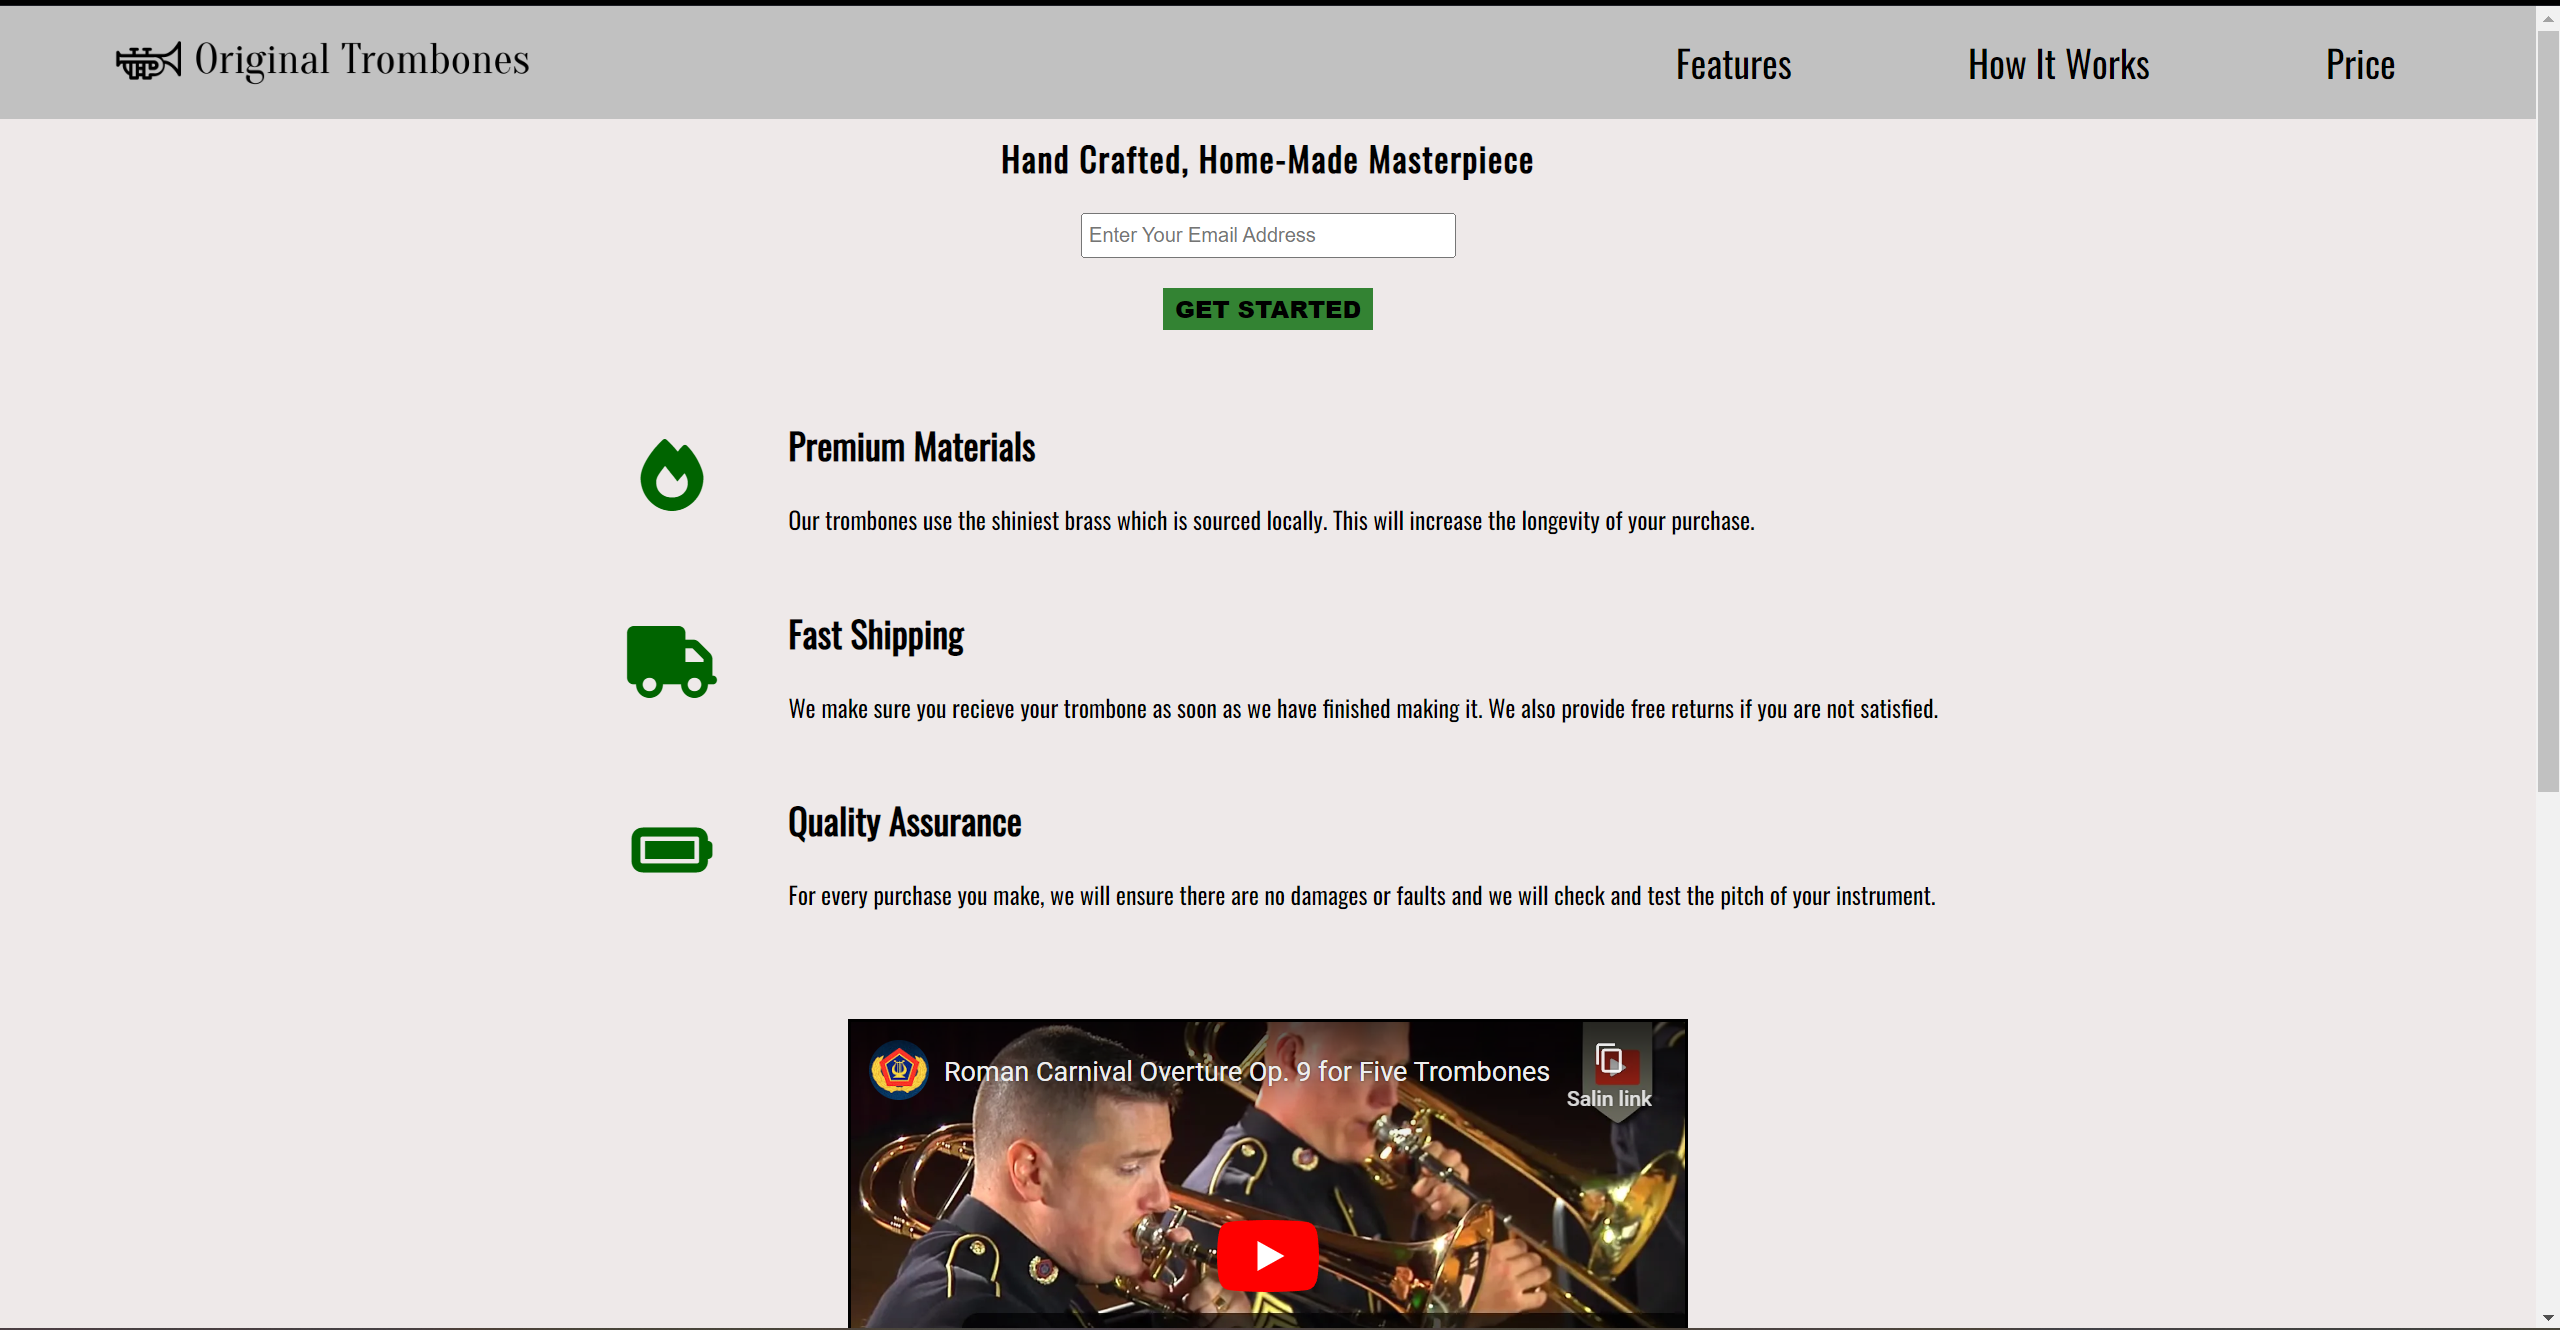 Original Trombones
Features
How It Works
Price
Hand Crafted, Home-Made Masterpiece
Enter Your Email Address
GET STARTED
Premium Materials
Our trombones use the shiniest brass which is sourced locally. This will increase the longevity of your purchase.
Fast Shipping
We make sure you recieve your trombone as soon as we have finished making it. We also provide free returns if you are not satisfied.
Quality Assurance
For every purchase you make, we will ensure there are no damages or faults and we will check and test the pitch of your instrument.
Roman Carnival Overture Op. 9 for Five Trombones
Salin link